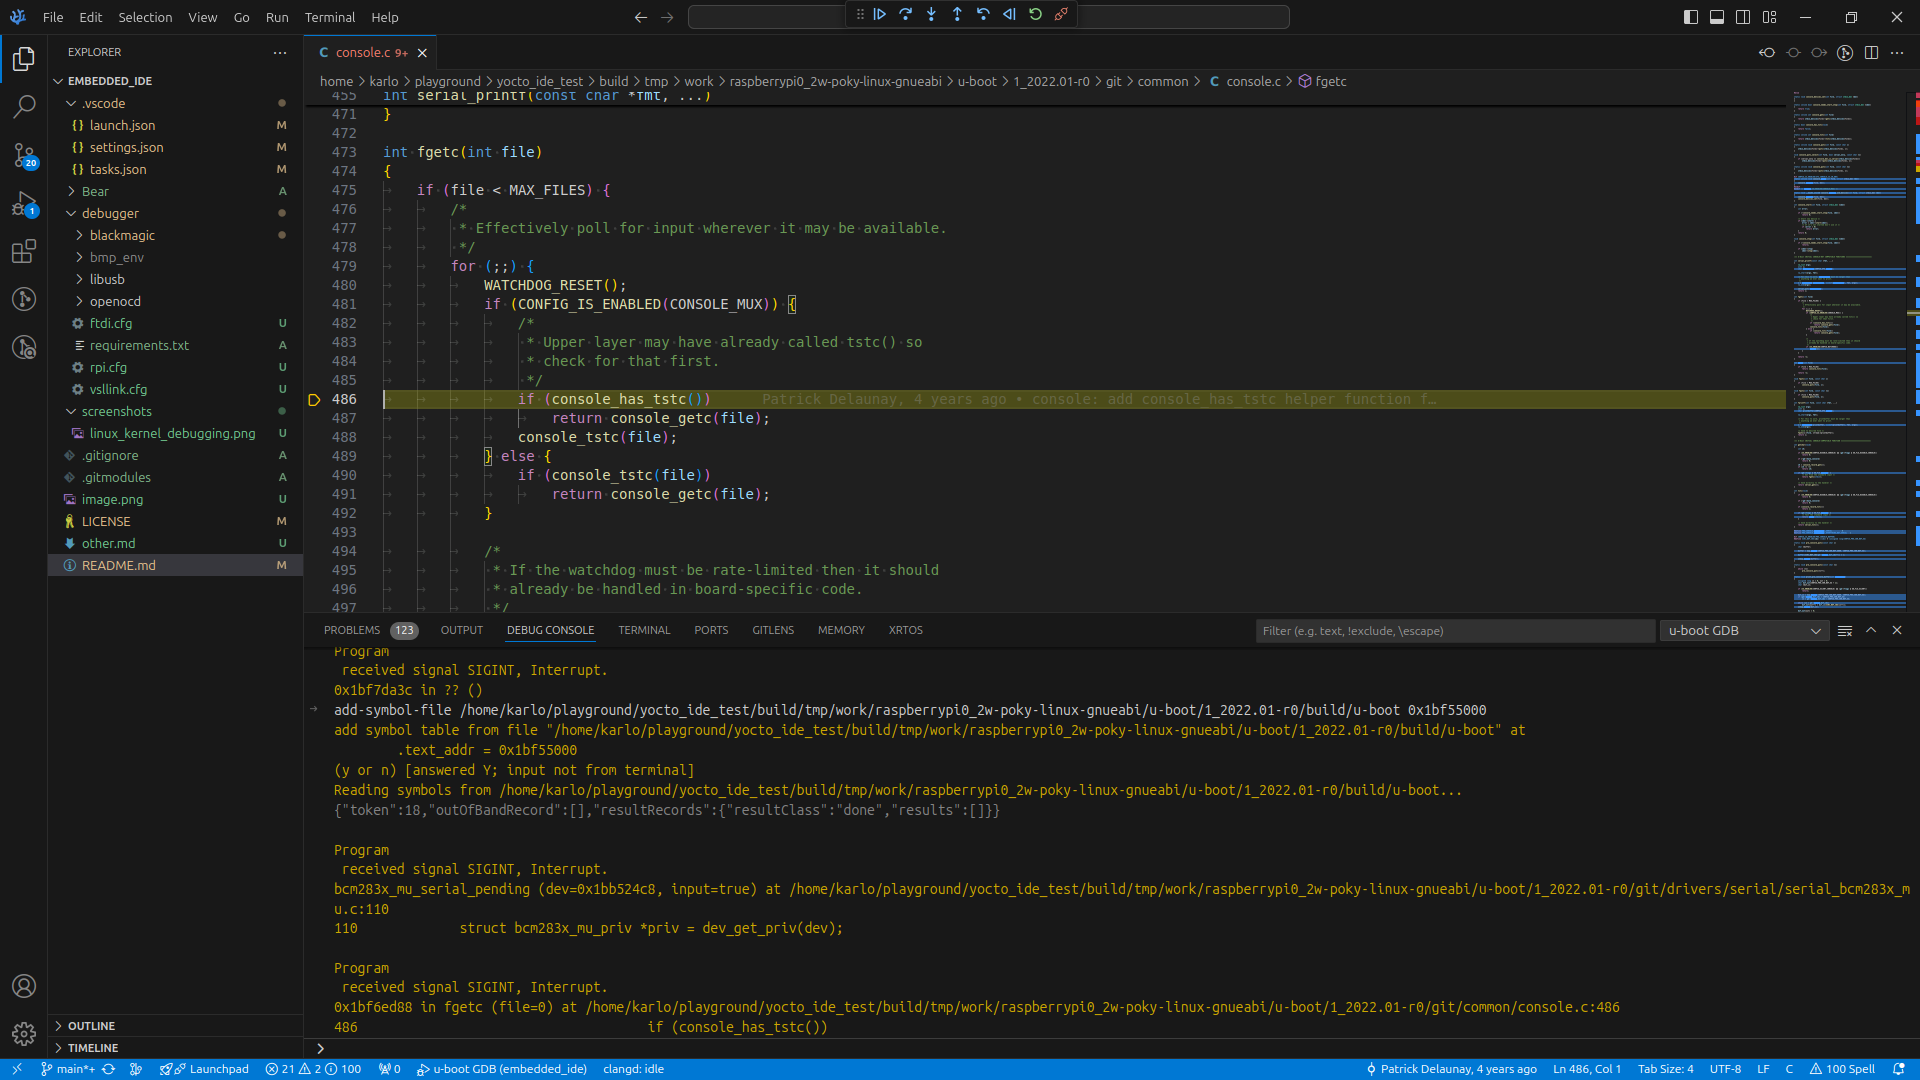 File Edit Selection View Go Run Terminal Help
EXPLORER
EMBEDDED_IDE
.vscode
launch.json M
settings.json M
tasks.json M
Bear A
debugger
blackmagic
bmp_env
libusb
openocd
ftdi.cfg U
requirements.txt A
rpi.cfg U
vsllink.cfg U
screenshots
linux_kernel_debugging.png U
.gitignore A
.gitmodules A
image.png U
LICENSE M
other.md U
README.md M
OUTLINE
TIMELINE
20
1
C console.c 9+
home > karlo > playground > yocto_ide_test > build > tmp > work > raspberrypi0_2w-poky-linux-gnueabi > u-boot > 1_2022.01-r0 > git > common > C console.c > fgetc
455 int serial_printf(const char *fmt, ...)
471 }
472
473 int fgetc(int file)
474 {
475 if (file < MAX_FILES) {
476 /*
477 * Effectively poll for input wherever it may be available.
478 */
479 for (;;) {
480 WATCHDOG_RESET();
481 if (CONFIG_IS_ENABLED(CONSOLE_MUX)) {
482 /*
483 * Upper layer may have already called tstc() so
484 * check for that first.
485 */
486 if (console_has_tstc()) Patrick Delaunay, 4 years ago • console: add console_has_tstc helper function f…
487 return console_getc(file);
488 console_tstc(file);
489 } else {
490 if (console_tstc(file))
491 return console_getc(file);
492 }
493
494 /*
495 * If the watchdog must be rate-limited then it should
496 * already be handled in board-specific code.
497 */
PROBLEMS 123 OUTPUT DEBUG CONSOLE TERMINAL PORTS GITLENS MEMORY XRTOS
Filter (e.g. text, !exclude, \escape)
u-boot GDB
Program
received signal SIGINT, Interrupt.
0x1bf7da3c in ?? ()
add-symbol-file /home/karlo/playground/yocto_ide_test/build/tmp/work/raspberrypi0_2w-poky-linux-gnueabi/u-boot/1_2022.01-r0/build/u-boot 0x1bf55000
add symbol table from file "/home/karlo/playground/yocto_ide_test/build/tmp/work/raspberrypi0_2w-poky-linux-gnueabi/u-boot/1_2022.01-r0/build/u-boot" at
.text_addr = 0x1bf55000
(y or n) [answered Y; input not from terminal]
Reading symbols from /home/karlo/playground/yocto_ide_test/build/tmp/work/raspberrypi0_2w-poky-linux-gnueabi/u-boot/1_2022.01-r0/build/u-boot...
{"token":18,"outOfBandRecord":[],"resultRecords":{"resultClass":"done","results":[]}}
Program
received signal SIGINT, Interrupt.
bcm283x_mu_serial_pending (dev=0x1bb524c8, input=true) at /home/karlo/playground/yocto_ide_test/build/tmp/work/raspberrypi0_2w-poky-linux-gnueabi/u-boot/1_2022.01-r0/git/drivers/serial/serial_bcm283x_m
u.c:110
110 struct bcm283x_mu_priv *priv = dev_get_priv(dev);
Program
received signal SIGINT, Interrupt.
0x1bf6ed88 in fgetc (file=0) at /home/karlo/playground/yocto_ide_test/build/tmp/work/raspberrypi0_2w-poky-linux-gnueabi/u-boot/1_2022.01-r0/git/common/console.c:486
486 if (console_has_tstc())
main*+ Launchpad 21 2 100 0 u-boot GDB (embedded_ide) clangd: idle
Patrick Delaunay, 4 years ago Ln 486, Col 1 Tab Size: 4 UTF-8 LF C 100 Spell